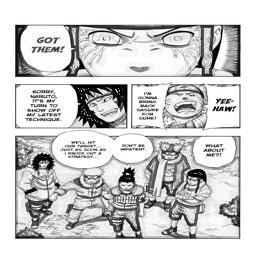 GOT
THEM!
SORRY,
NARUTO,
IT'S MY
TURN TO
SHOW OFF
MY LATEST
TECHNIQUE.
I'M
GONNA
BRING
BACK
SASUKE
FOR
SURE!
YEE-
HAW!
WE'LL HIT
OUR TARGET,
JUST AS SOON AS
I KNOCK OUT A
STRATEGY...
DON'T BE
IMPATIENT.
WHAT
ABOUT
ME?!